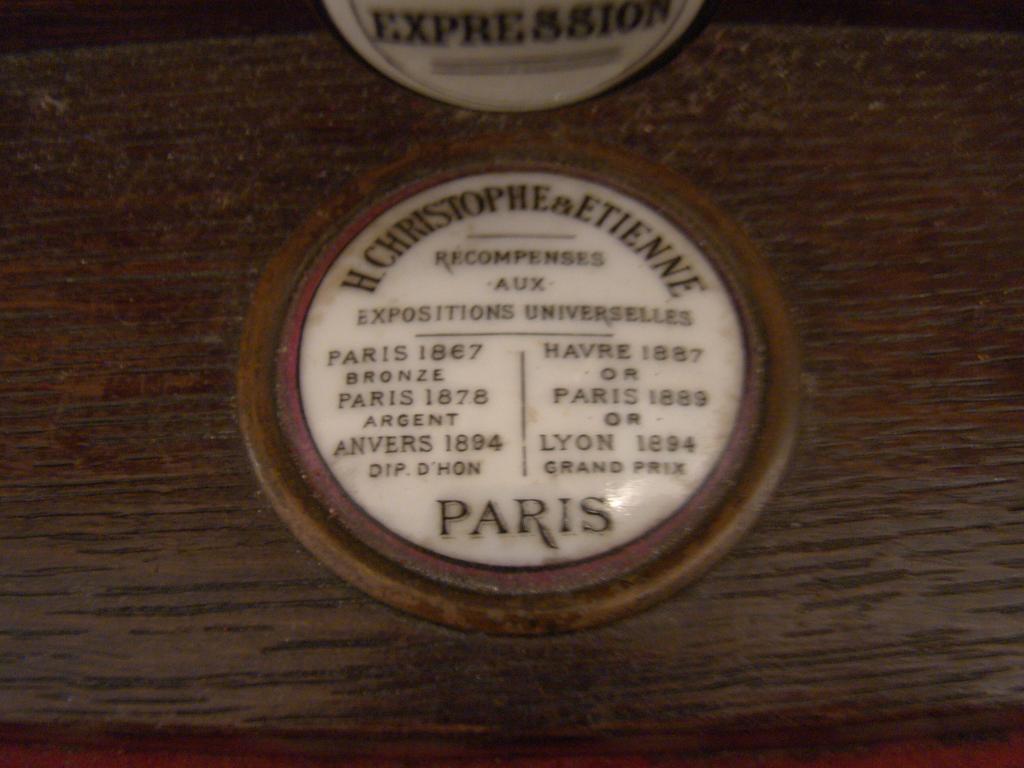 EXPRESSION
H. CHRISTOPHE & ETIENNE
RECOMPENSES
AUX
EXPOSITIONS UNIVERSELLES
PARIS 1867
BRONZE
PARIS 1878
ARGENT
ANVERS 1894
DIP. D'HON
HAVRE 1887
OR
PARIS 1889
OR
LYON 1894
GRAND PRIX
PARIS